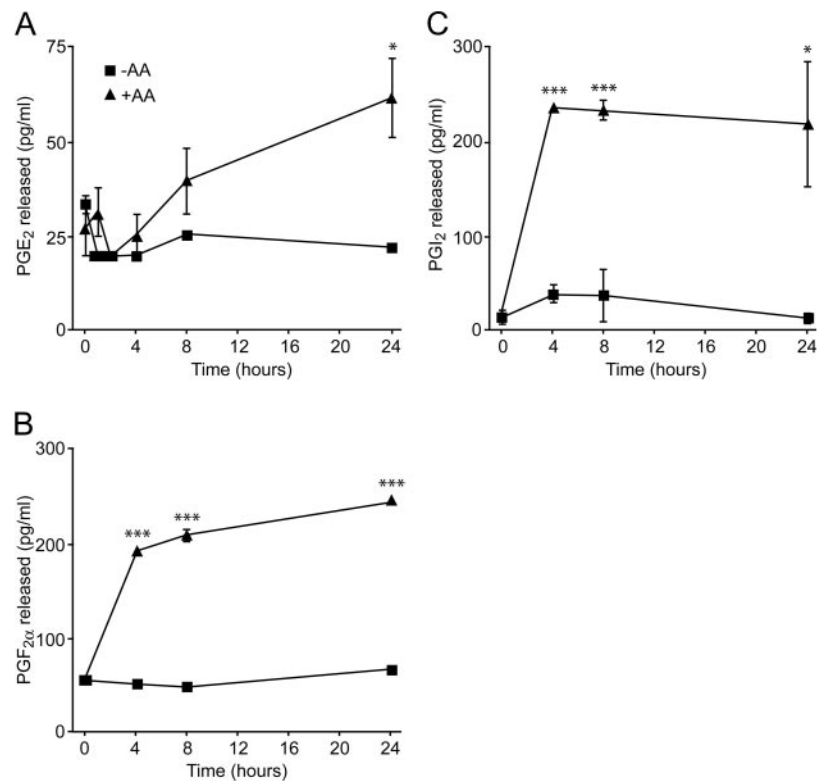 A
PGE₂ released (pg/ml)
75
50
25
0
-AA
+AA
*
0 4 8 12 16 20 24
Time (hours)
C
PGI₂ released (pg/ml)
300
200
100
0
*** *** *
0 4 8 12 16 20 24
Time (hours)
B
PGF₂α released (pg/ml)
300
200
100
0
*** *** ***
0 4 8 12 16 20 24
Time (hours)